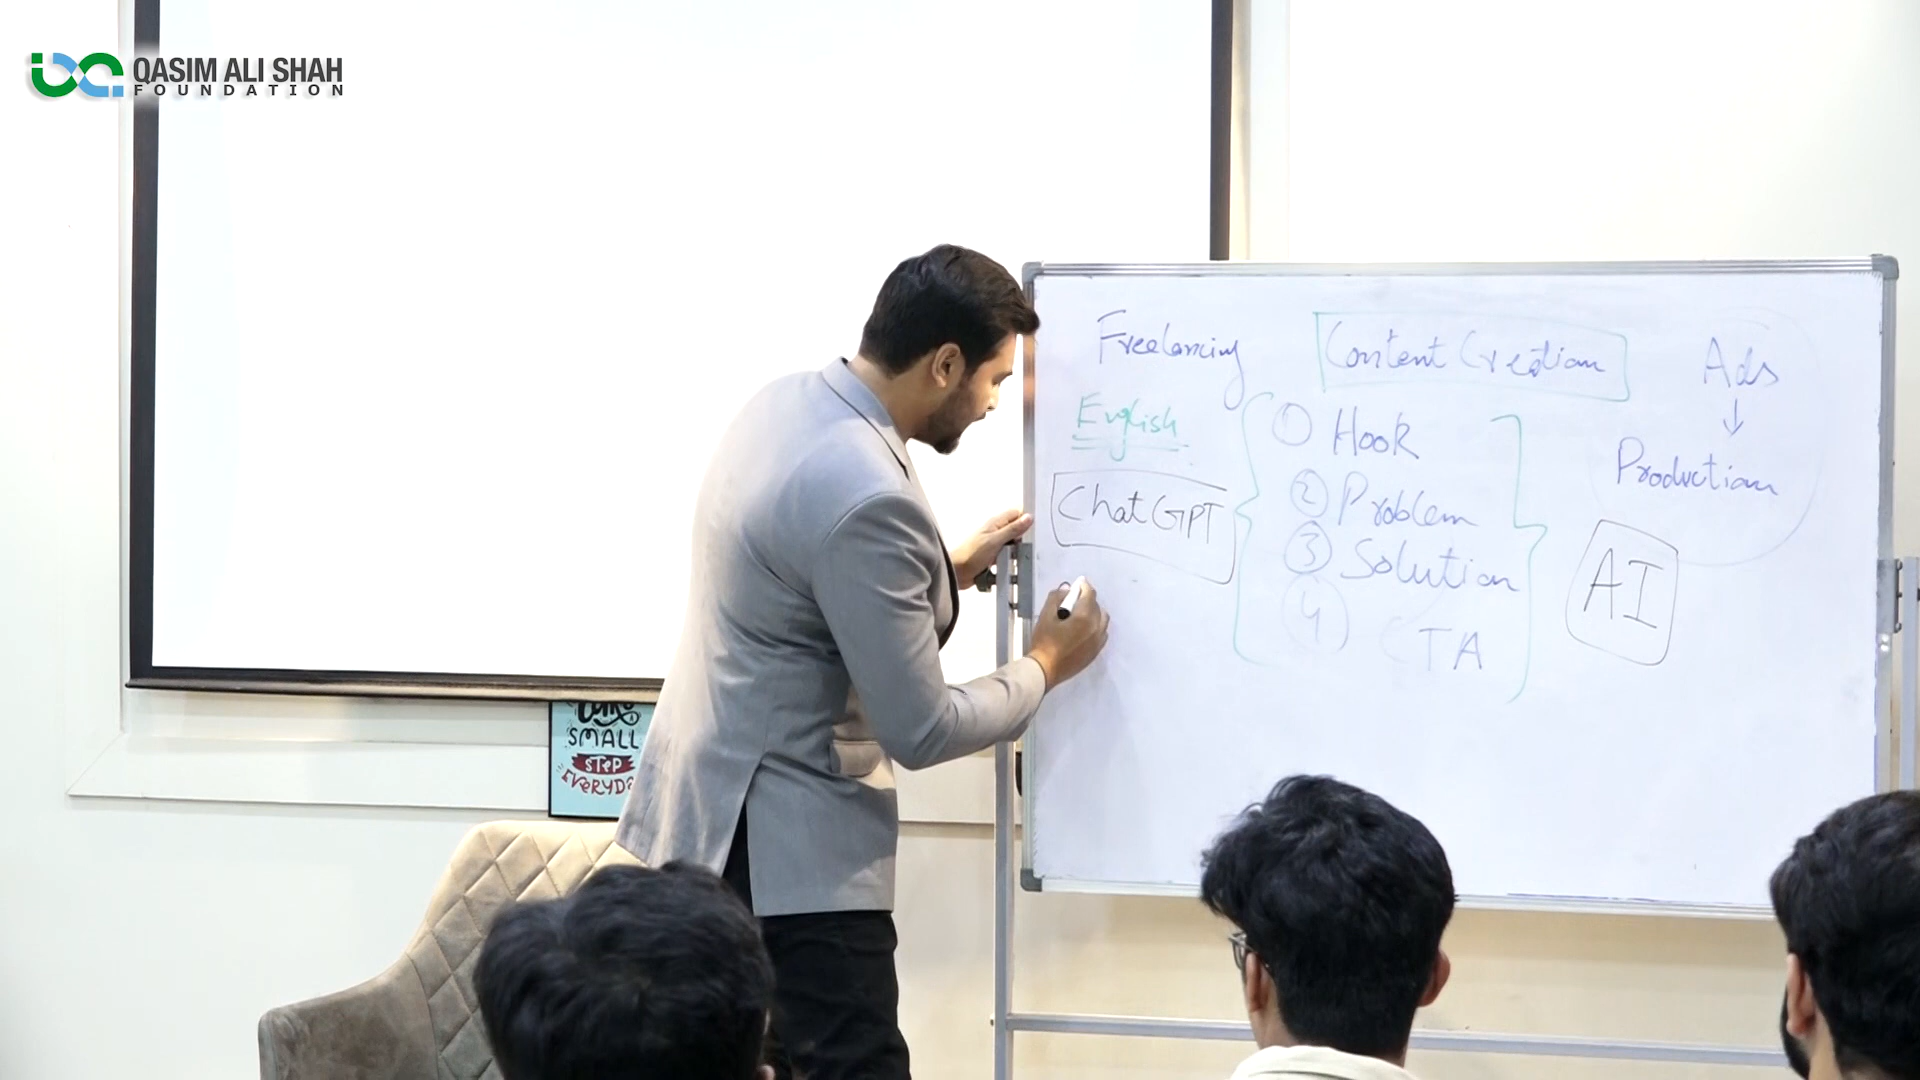 QASIM ALI SHAH
FOUNDATION
Freelancing
Content Creation
Ads
English
① Hook
Production
ChatGPT
② Problem
③ Solution
AI
④ CTA
SMALL
STEP